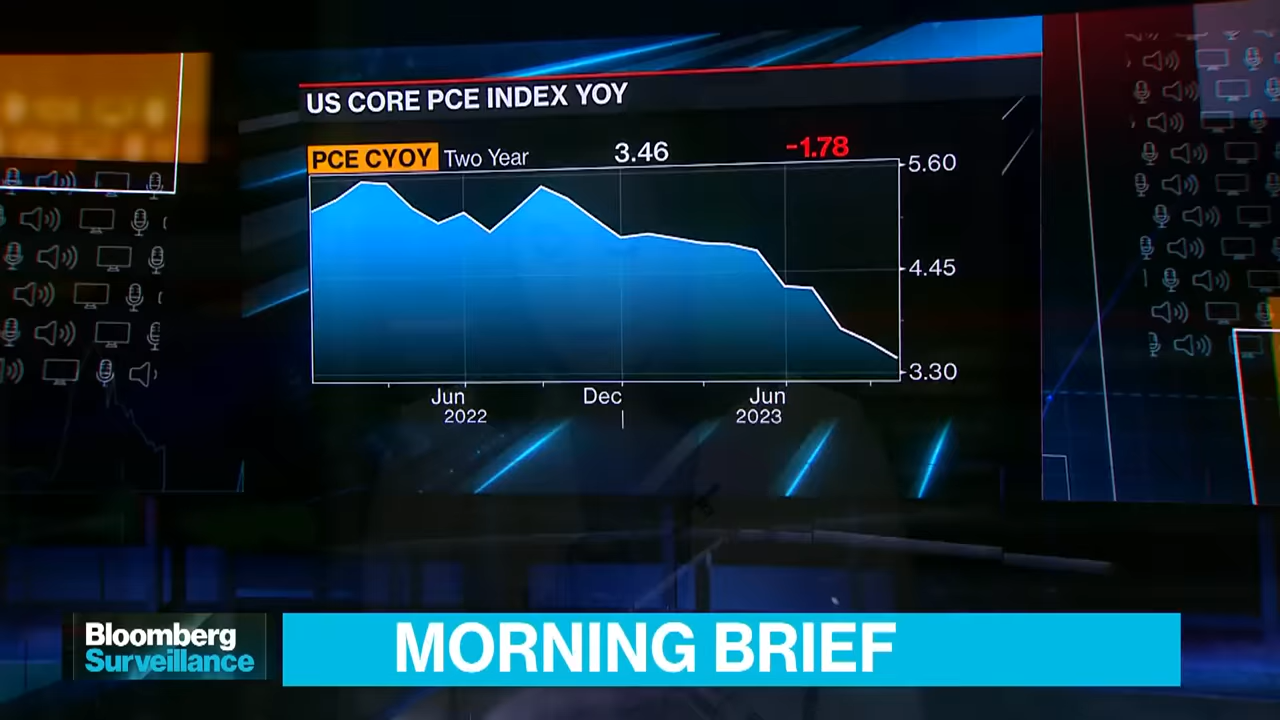 US CORE PCE INDEX YOY
PCE CYOY Two Year 3.46 -1.78
5.60
4.45
3.30
Jun Dec Jun
2022 2023
Bloomberg
Surveillance
MORNING BRIEF